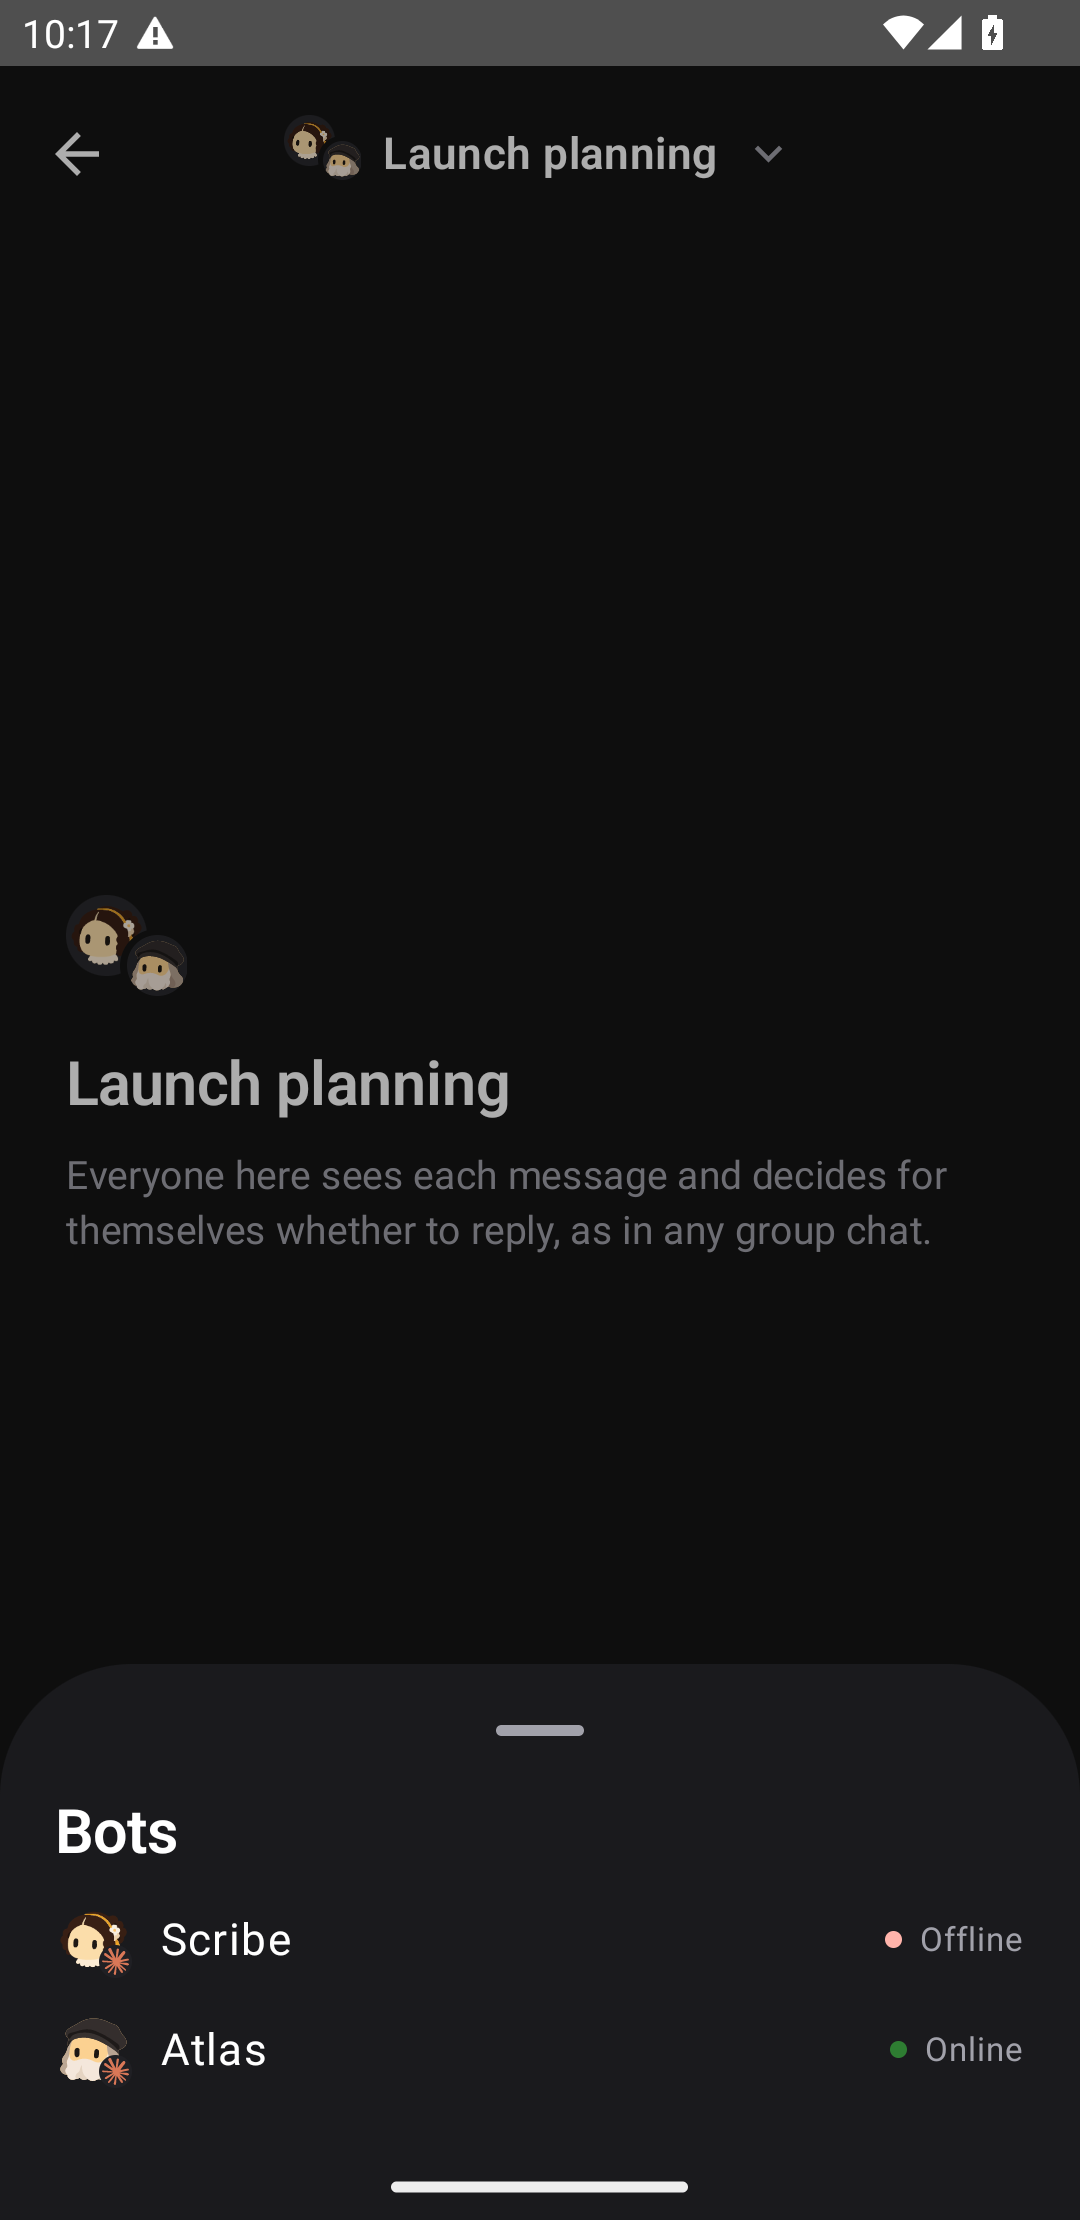 10:17
Launch planning
Launch planning
Everyone here sees each message and decides for
themselves whether to reply, as in any group chat.
Bots
Scribe
Offline
Atlas
Online